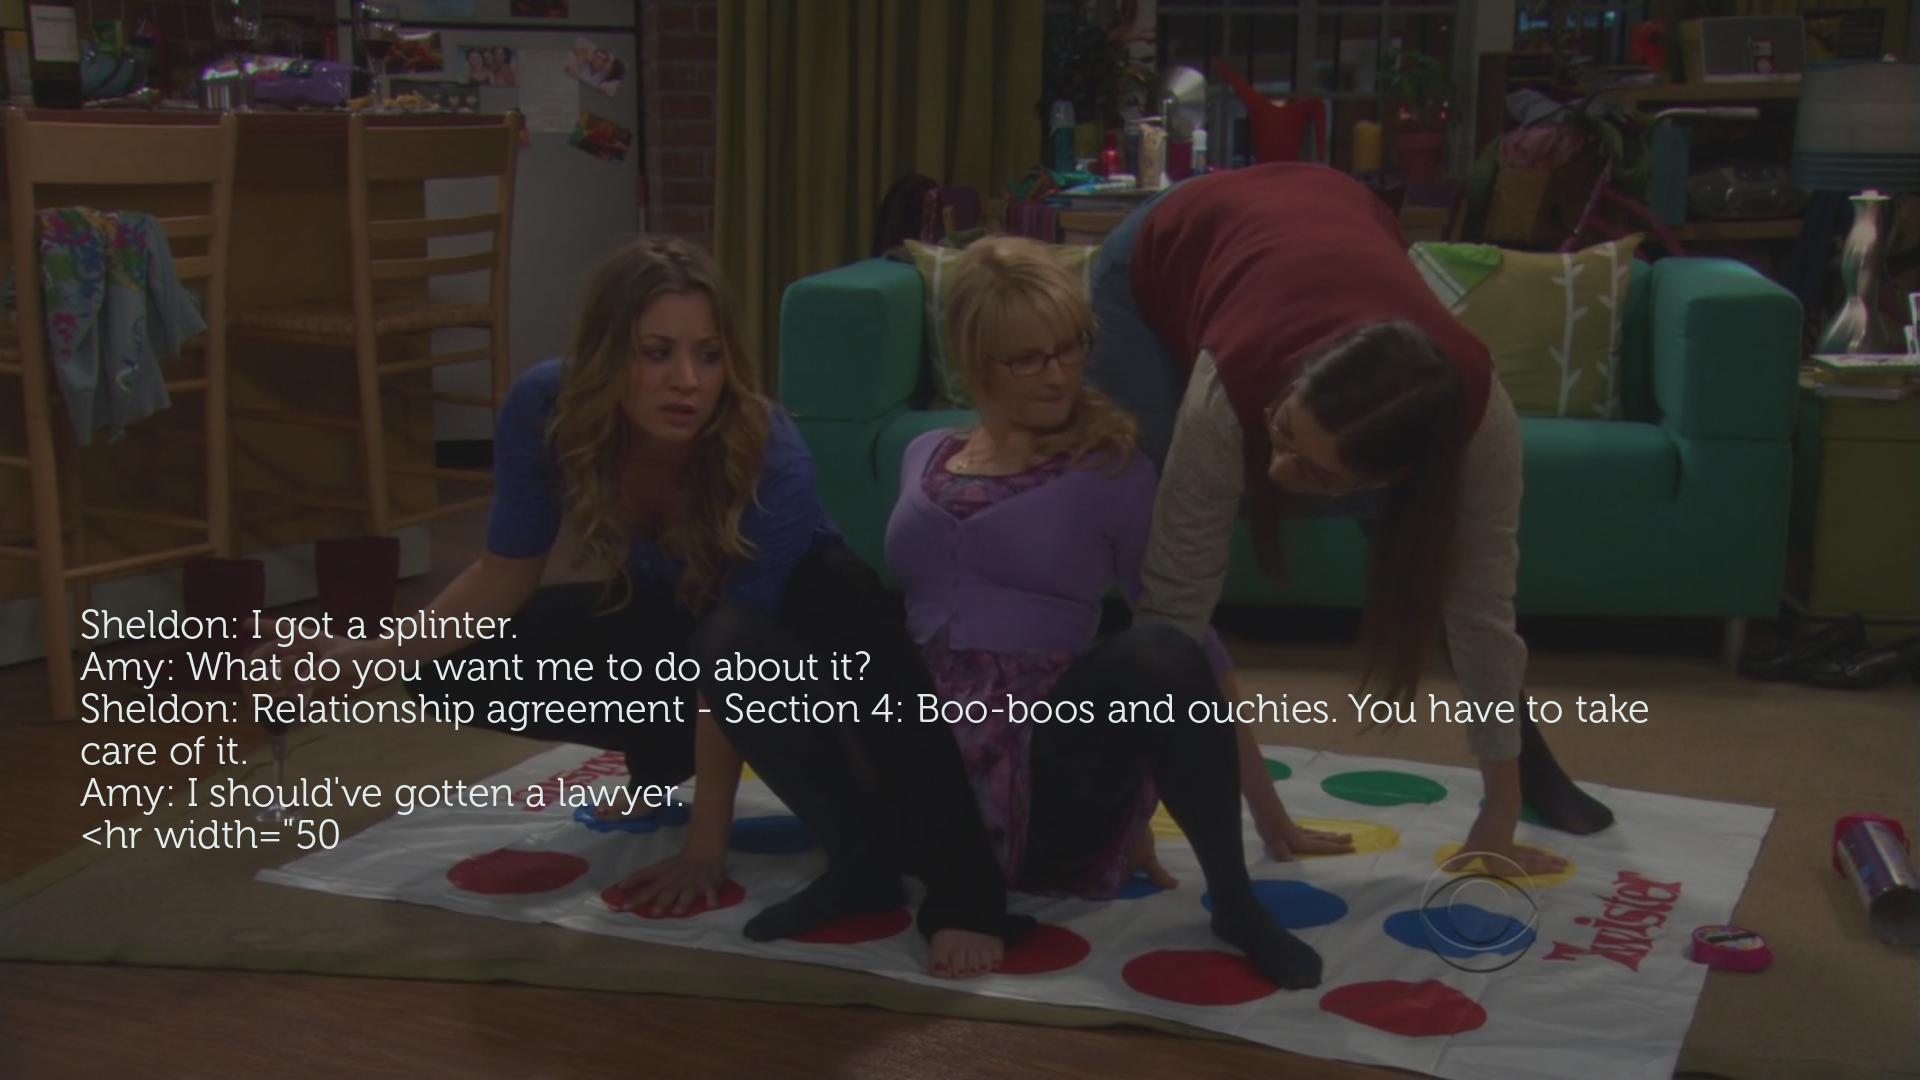 Sheldon: I got a splinter.
Amy: What do you want me to do about it?
Sheldon: Relationship agreement - Section 4: Boo-boos and ouchies. You have to take
care of it.
Amy: I should've gotten a lawyer.
<hr width="50
Twister
Twister